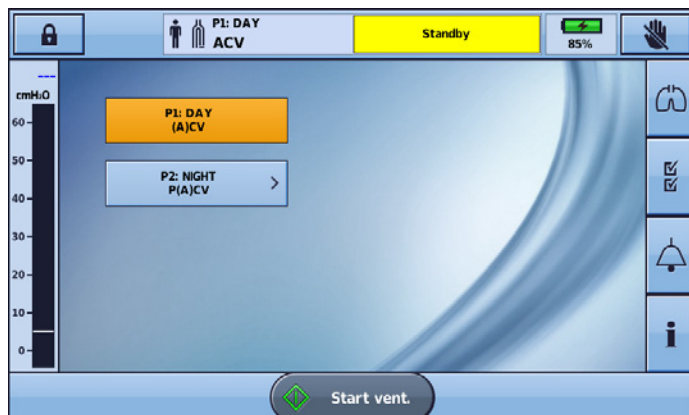 P1: DAY
ACV
Standby
85%
---
cmH₂O
60
50
40
30
20
10
0
P1: DAY
(A)CV
P2: NIGHT
P(A)CV
Start vent.